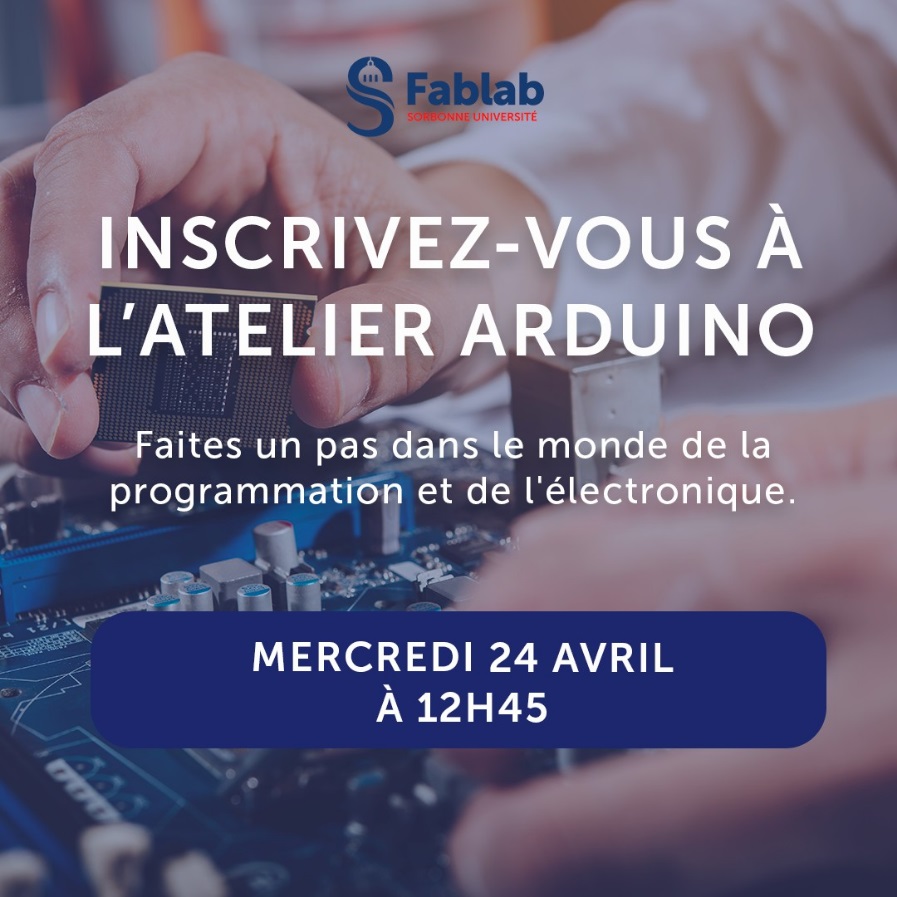 Fablab
SORBONNE UNIVERSITÉ
INSCRIVEZ-VOUS À
L’ATELIER ARDUINO
Faites un pas dans le monde de la
programmation et de l'électronique.
MERCREDI 24 AVRIL
À 12H45